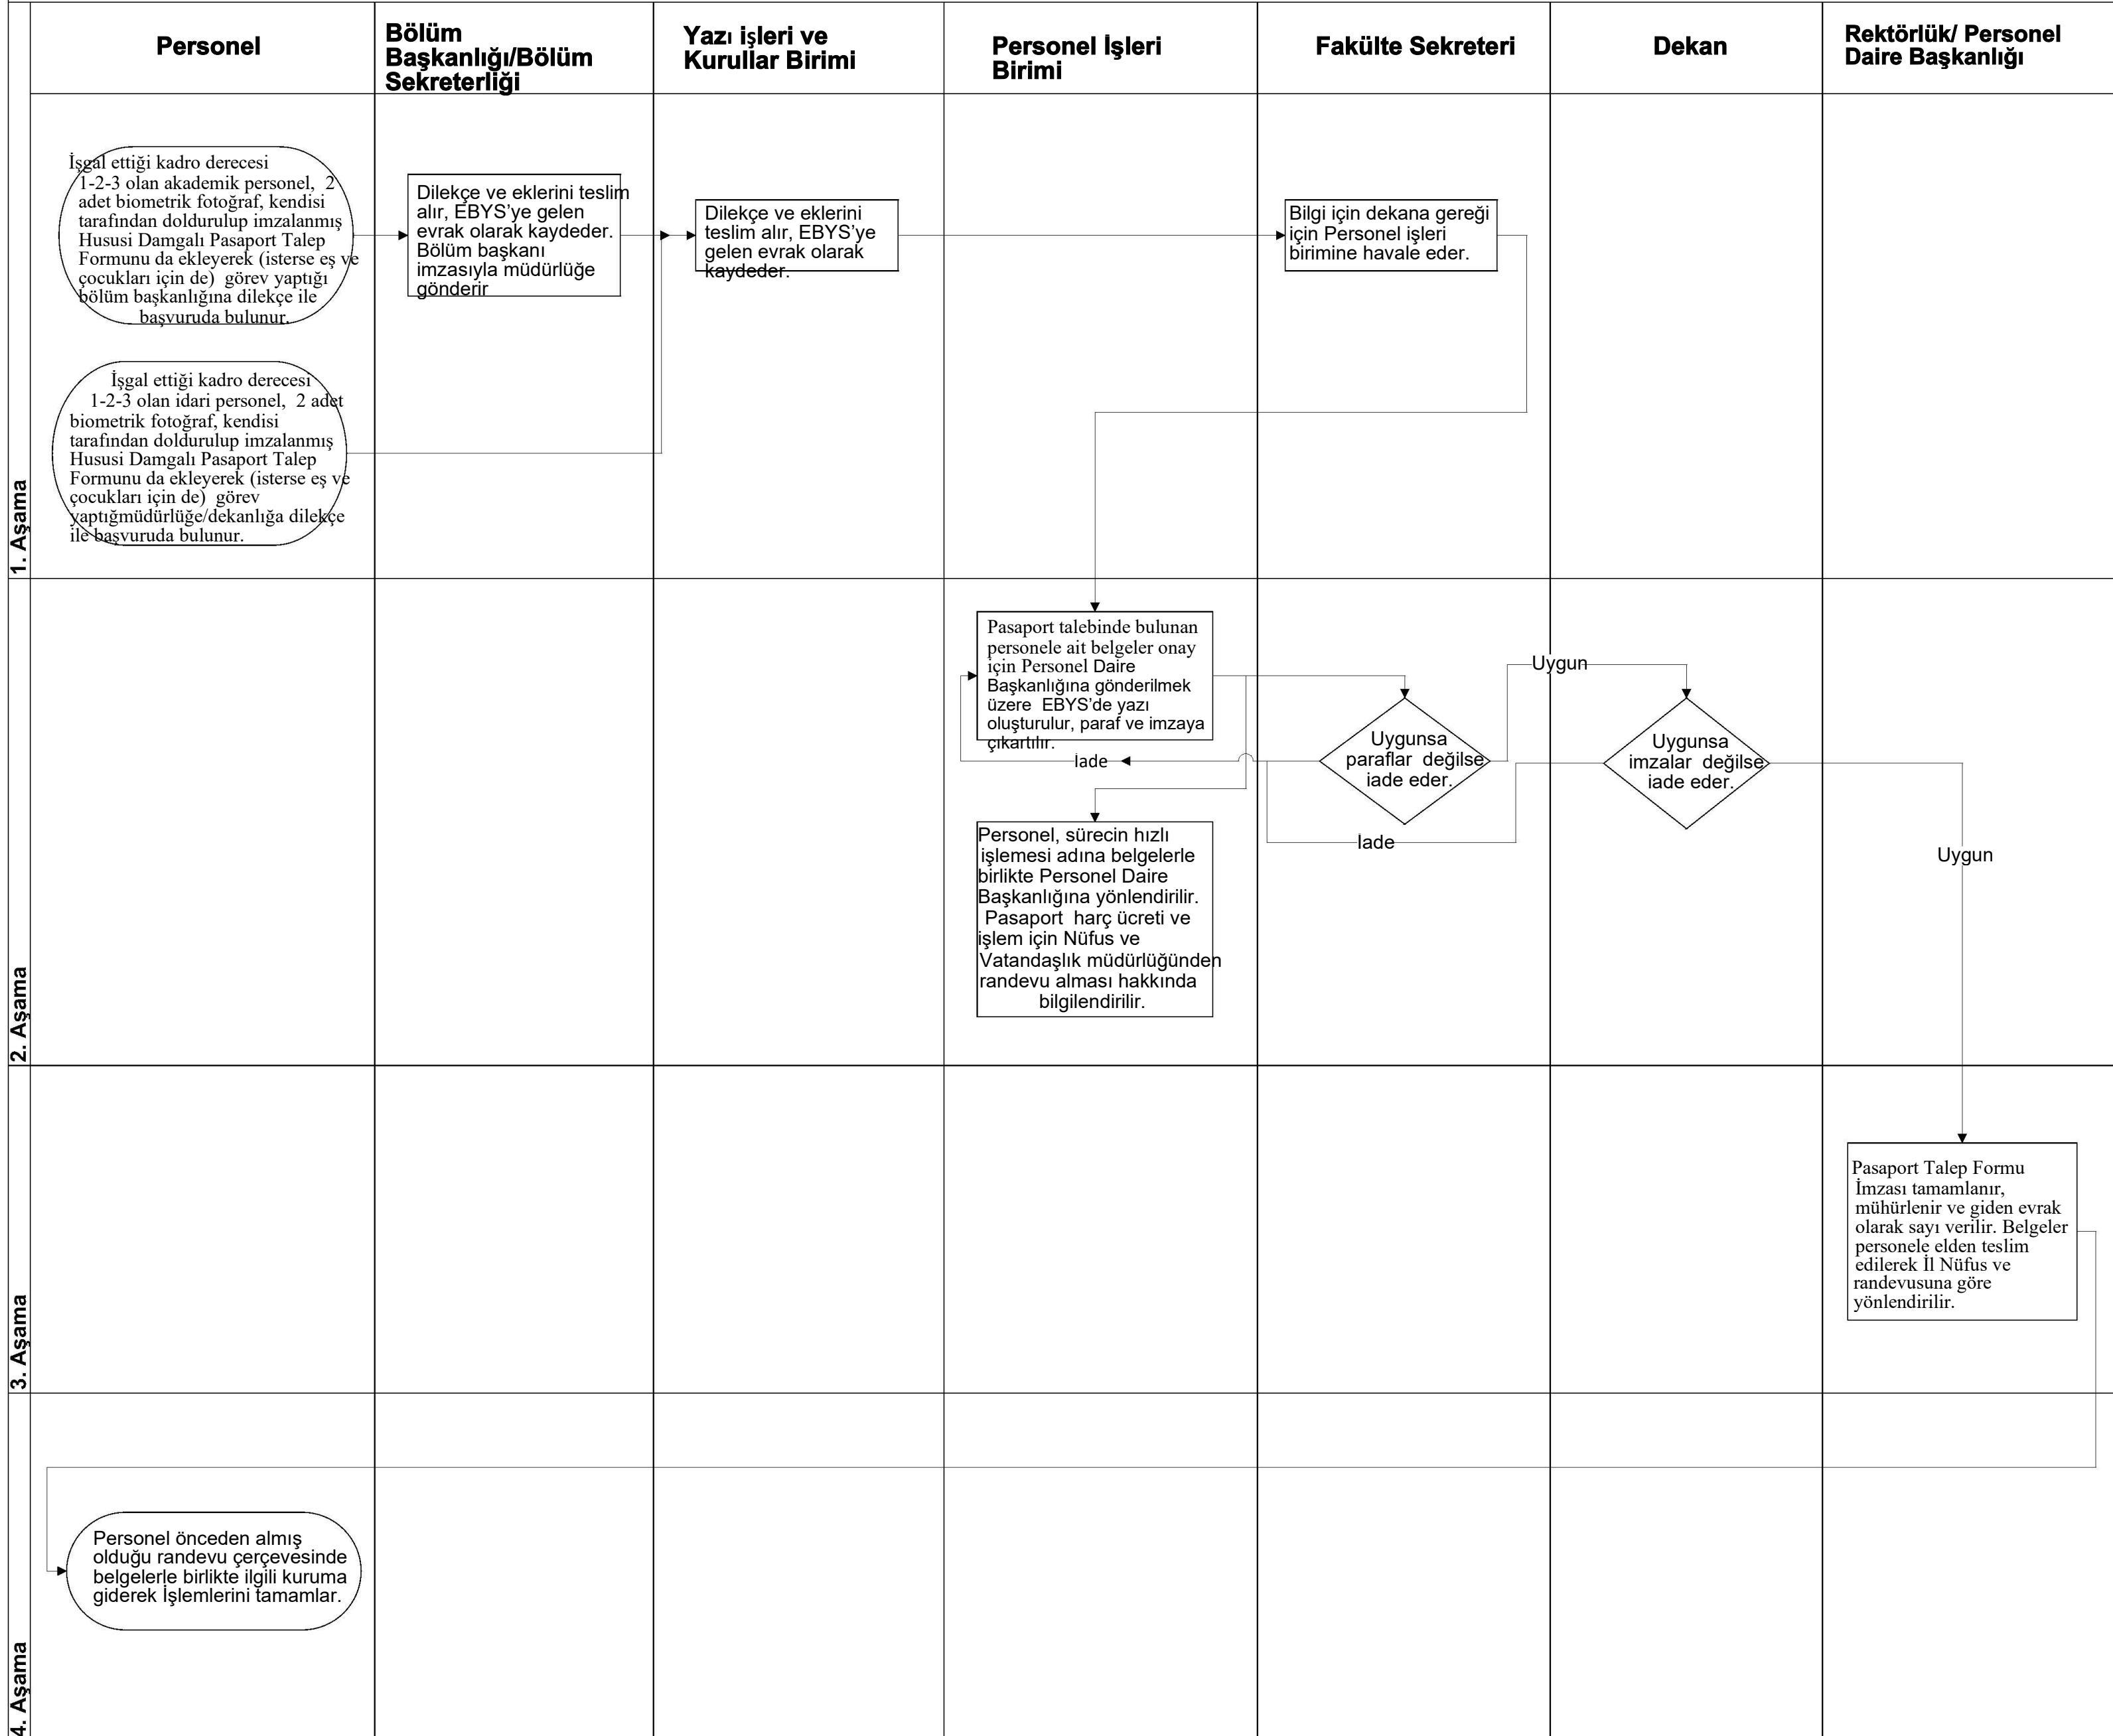 Personel
Bölüm
Başkanlığı/Bölüm
Sekreterliği
Yazı işleri ve
Kurullar Birimi
Personel İşleri
Birimi
Fakülte Sekreteri
Dekan
Rektörlük/ Personel
Daire Başkanlığı
1. Aşama
İşgal ettiği kadro derecesi
1-2-3 olan akademik personel, 2
adet biometrik fotoğraf, kendisi
tarafından doldurulup imzalanmış
Hususi Damgalı Pasaport Talep
Formunu da ekleyerek (isterse eş ve
çocukları için de) görev yaptığı
bölüm başkanlığına dilekçe ile
başvuruda bulunur.
Dilekçe ve eklerini teslim
alır, EBYS’ye gelen
evrak olarak kaydeder.
Bölüm başkanı
imzasıyla müdürlüğe
gönderir
Dilekçe ve eklerini
teslim alır, EBYS’ye
gelen evrak olarak
kaydeder.
Bilgi için dekana gereği
için Personel işleri
birimine havale eder.
İşgal ettiği kadro derecesi
1-2-3 olan idari personel, 2 adet
biometrik fotoğraf, kendisi
tarafından doldurulup imzalanmış
Hususi Damgalı Pasaport Talep
Formunu da ekleyerek (isterse eş ve
çocukları için de) görev
yaptığmüdürlüğe/dekanlığa dilekçe
ile başvuruda bulunur.
2. Aşama
Pasaport talebinde bulunan
personele ait belgeler onay
için Personel Daire
Başkanlığına gönderilmek
üzere EBYS’de yazı
oluşturulur, paraf ve imzaya
çıkartılır.
İade
Uygunsa
paraflar değilse
iade eder.
Uygun
Uygunsa
imzalar değilse
iade eder.
İade
Uygun
Personel, sürecin hızlı
işlemesi adına belgelerle
birlikte Personel Daire
Başkanlığına yönlendirilir.
Pasaport harç ücreti ve
işlem için Nüfus ve
Vatandaşlık müdürlüğünden
randevu alması hakkında
bilgilendirilir.
3. Aşama
Pasaport Talep Formu
İmzası tamamlanır,
mühürlenir ve giden evrak
olarak sayı verilir. Belgeler
personele elden teslim
edilerek İl Nüfus ve
randevusuna göre
yönlendirilir.
4. Aşama
Personel önceden almış
olduğu randevu çerçevesinde
belgelerle birlikte ilgili kuruma
giderek İşlemlerini tamamlar.